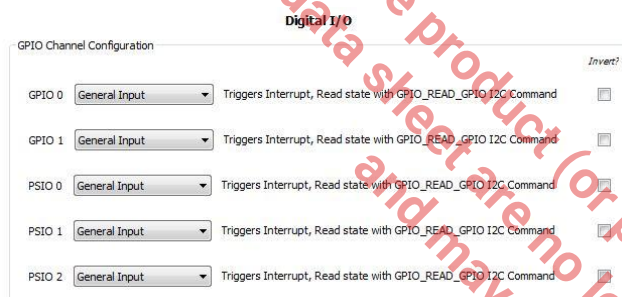 Digital I/O
GPIO Channel Configuration
Invert?
GPIO 0 General Input Triggers Interrupt, Read state with GPIO_READ_GPIO I2C Command
GPIO 1 General Input Triggers Interrupt, Read state with GPIO_READ_GPIO I2C Command
PSIO 0 General Input Triggers Interrupt, Read state with GPIO_READ_GPIO I2C Command
PSIO 1 General Input Triggers Interrupt, Read state with GPIO_READ_GPIO I2C Command
PSIO 2 General Input Triggers Interrupt, Read state with GPIO_READ_GPIO I2C Command
product (or
data sheet are no
and may